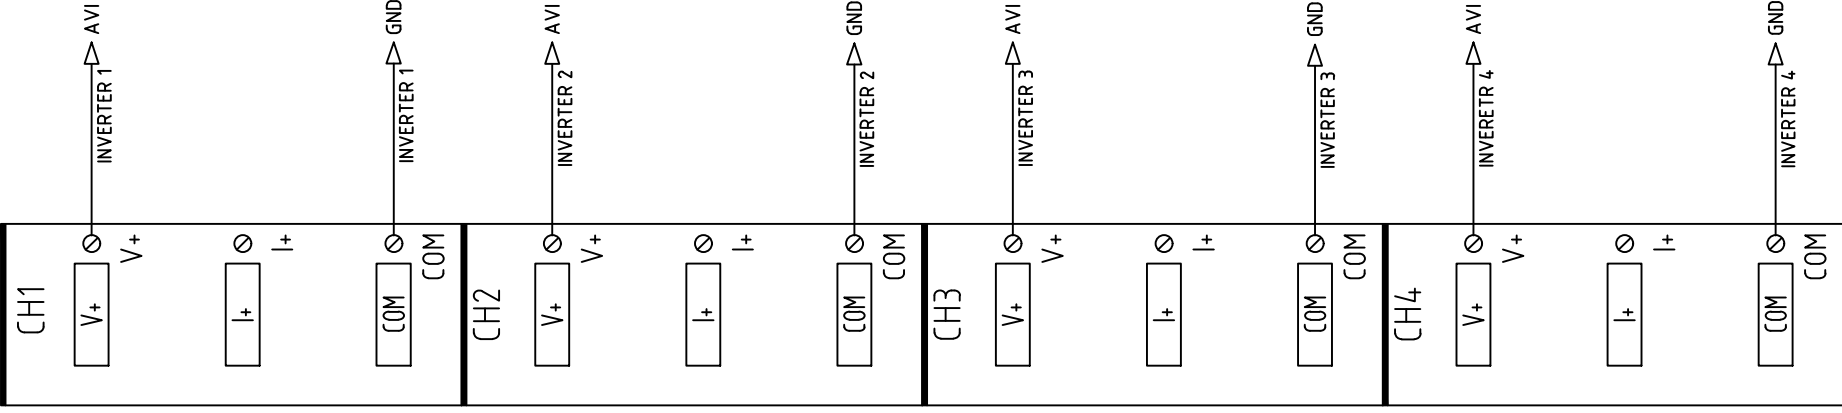 AVI
INVERTER 1
GND
INVERTER 1
AVI
INVERTER 2
GND
INVERTER 2
AVI
INVERTER 3
GND
INVERTER 3
AVI
INVERETR 4
GND
INVERTER 4
CH1
V+
V+
I+
I+
COM
COM
CH2
V+
V+
I+
I+
COM
COM
CH3
V+
V+
I+
I+
COM
COM
CH4
V+
V+
I+
I+
COM
COM